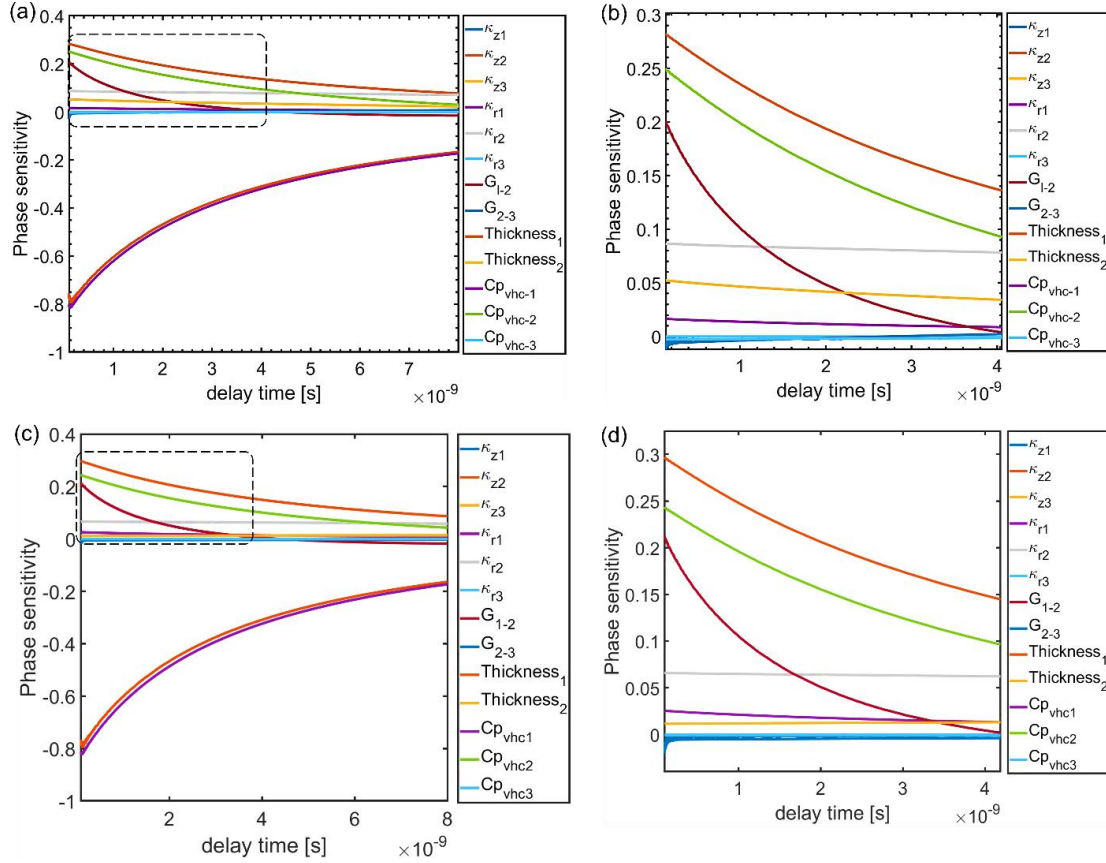 (a)
Phase sensitivity
0.4
0.2
0
-0.2
-0.4
-0.6
-0.8
-1
1 2 3 4 5 6 7
delay time [s]
×10⁻⁹
κz1
κz2
κz3
κr1
κr2
κr3
Gl-2
G2-3
Thickness1
Thickness2
Cpvhc-1
Cpvhc-2
Cpvhc-3
(b)
Phase sensitivity
0.3
0.25
0.2
0.15
0.1
0.05
0
1 2 3 4
delay time [s]
×10⁻⁹
κz1
κz2
κz3
κr1
κr2
κr3
Gl-2
G2-3
Thickness1
Thickness2
Cpvhc-1
Cpvhc-2
Cpvhc-3
(c)
Phase sensitivity
0.4
0.2
0
-0.2
-0.4
-0.6
-0.8
-1
2 4 6 8
delay time [s]
×10⁻⁹
κz1
κz2
κz3
κr1
κr2
κr3
G1-2
G2-3
Thickness1
Thickness2
Cpvhc1
Cpvhc2
Cpvhc3
(d)
Phase sensitivity
0.3
0.25
0.2
0.15
0.1
0.05
0
1 2 3 4
delay time [s]
×10⁻⁹
κz1
κz2
κz3
κr1
κr2
κr3
G1-2
G2-3
Thickness1
Thickness2
Cpvhc1
Cpvhc2
Cpvhc3